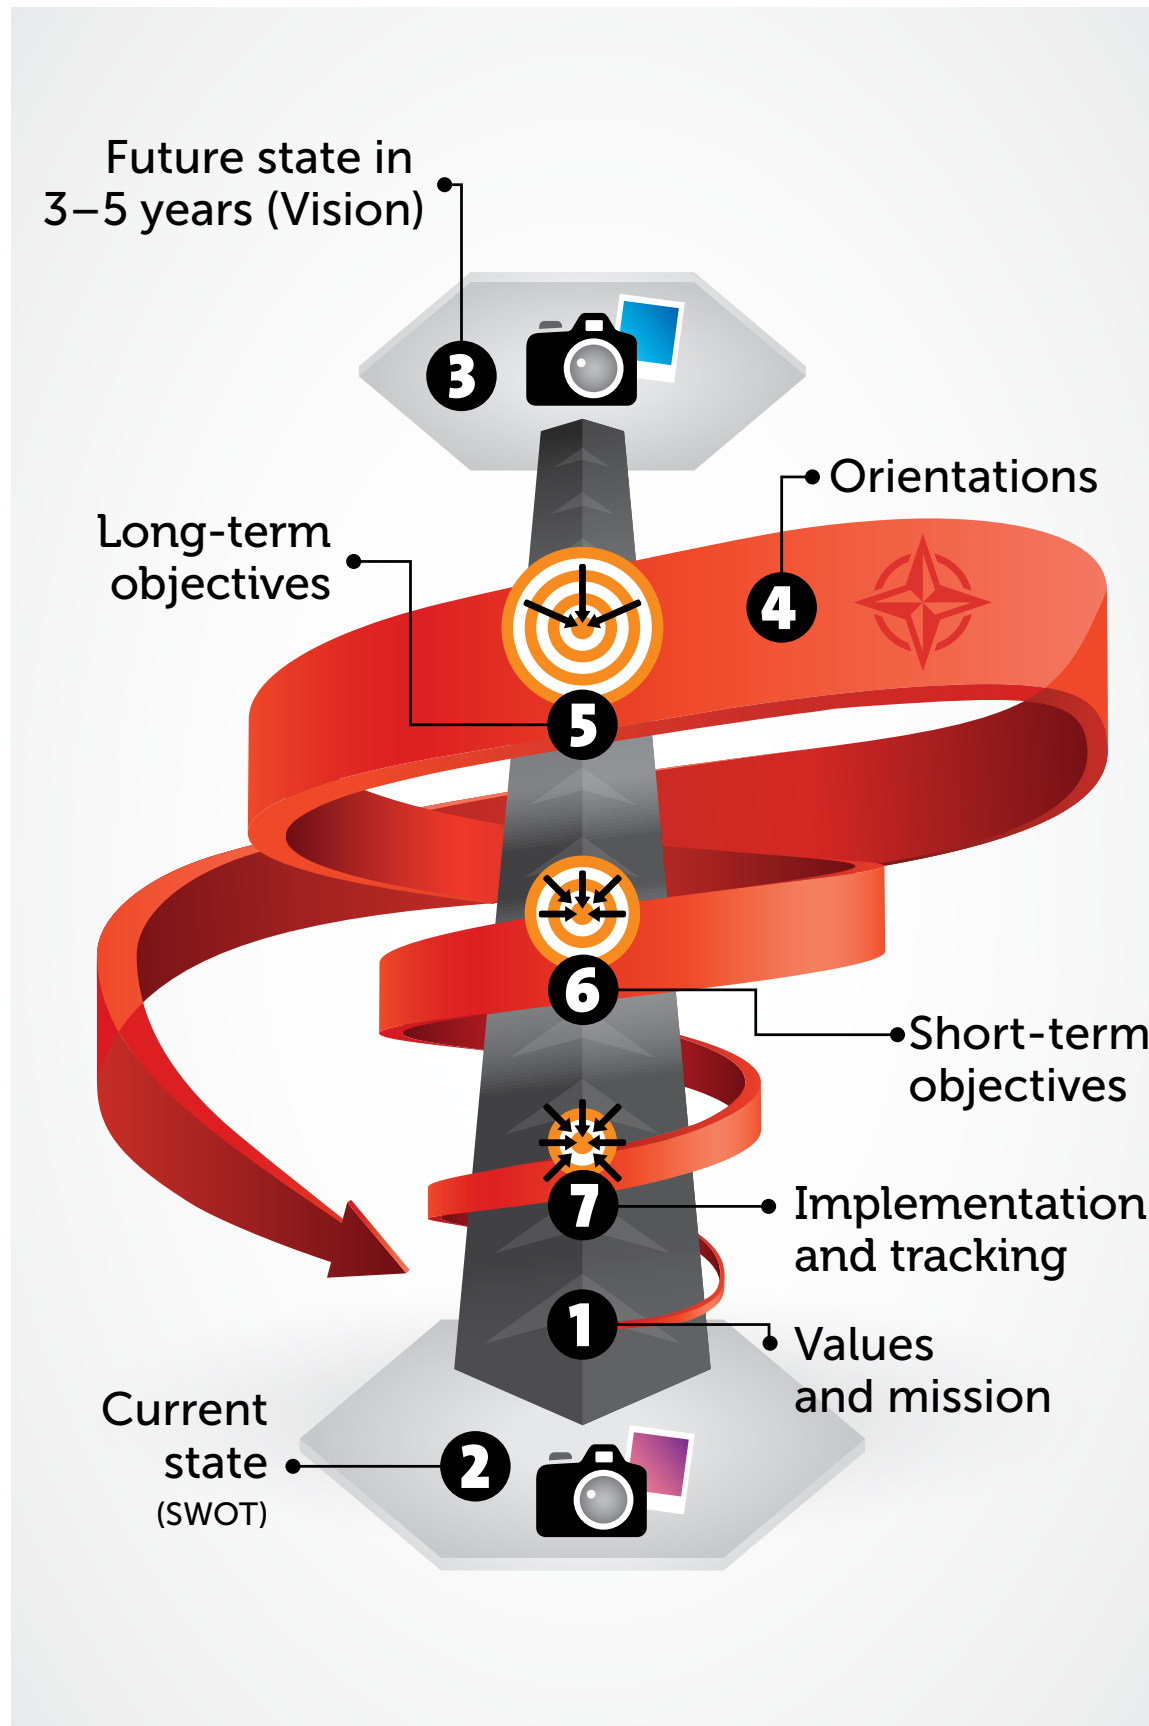 Future state in
3–5 years (Vision)
3
Orientations
4
Long-term
objectives
5
6
Short-term
objectives
7
Implementation
and tracking
1
Values
and mission
Current
state
(SWOT)
2